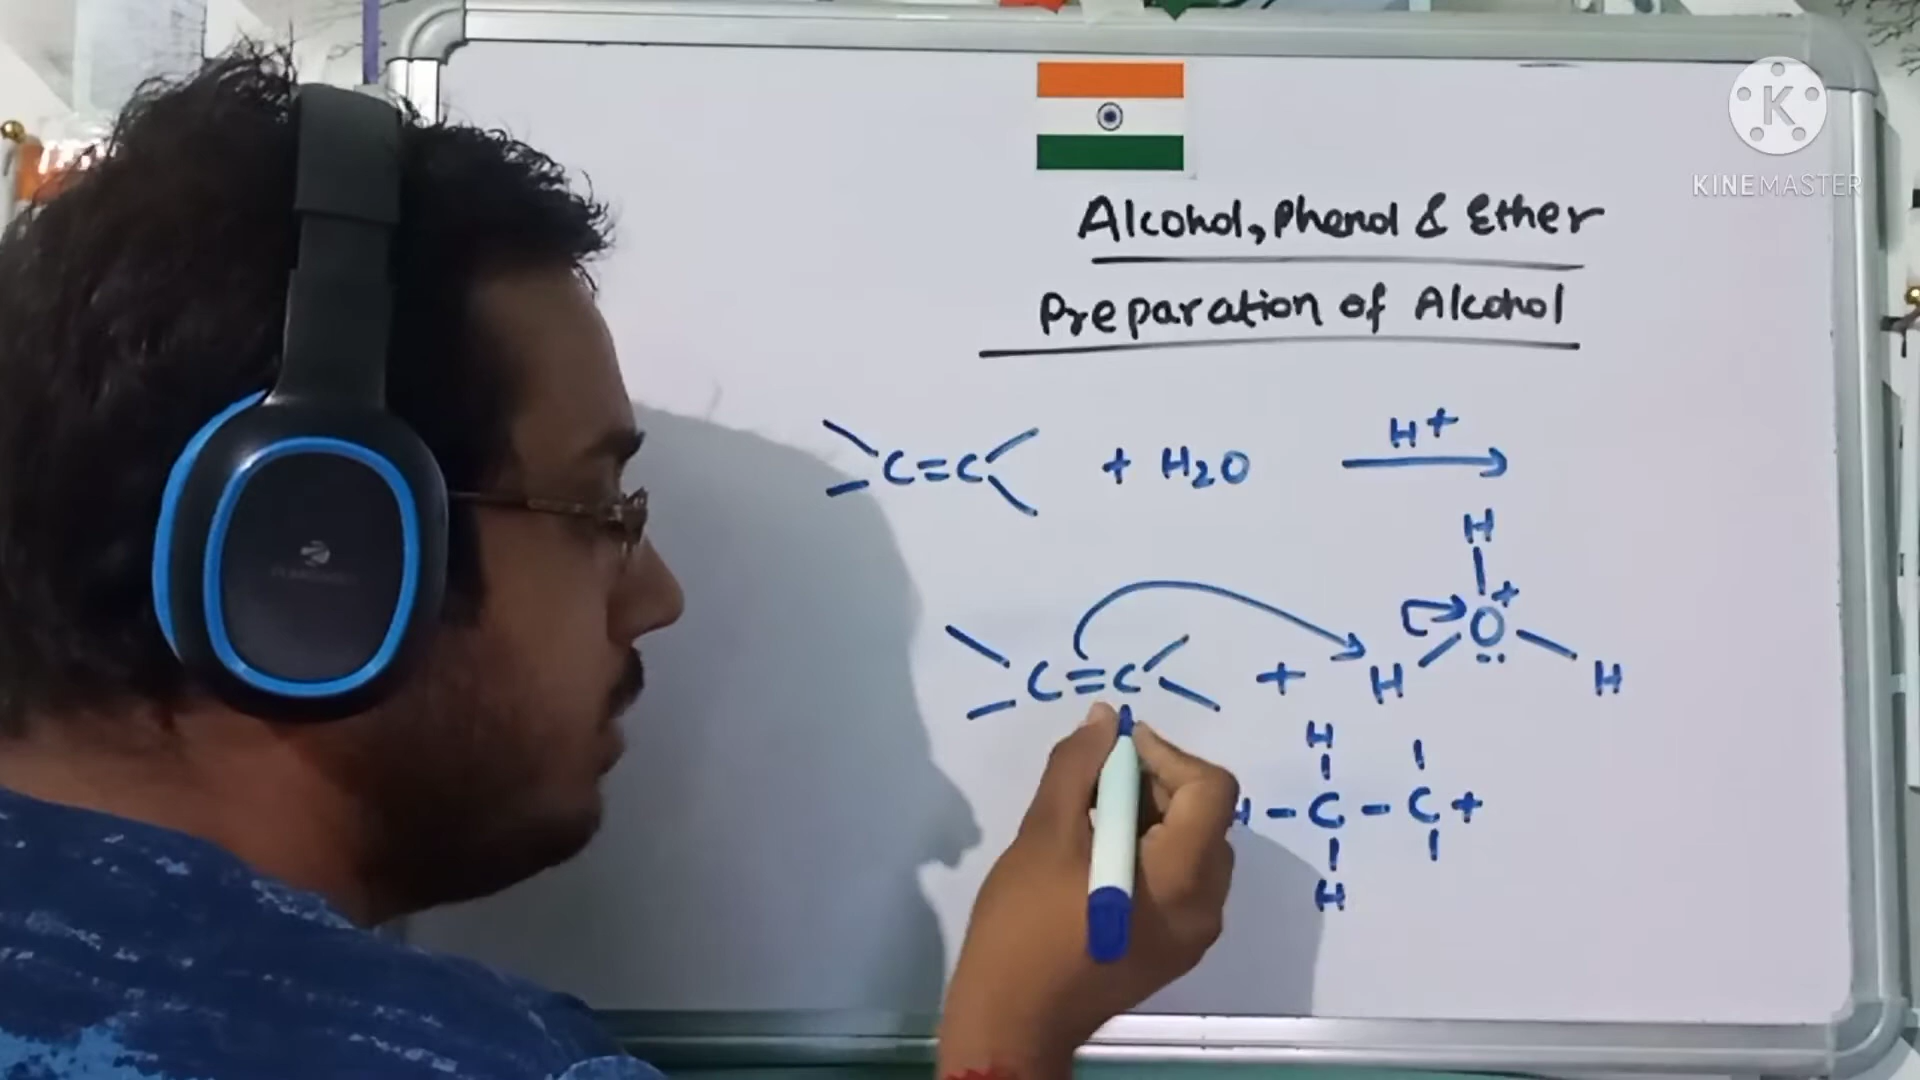 KINEMASTER
Alcohol, Phenol & Ether
Preparation of Alcohol
C=C + H2O H+
H
C=C + H O+ H
H
H - C - C +
H